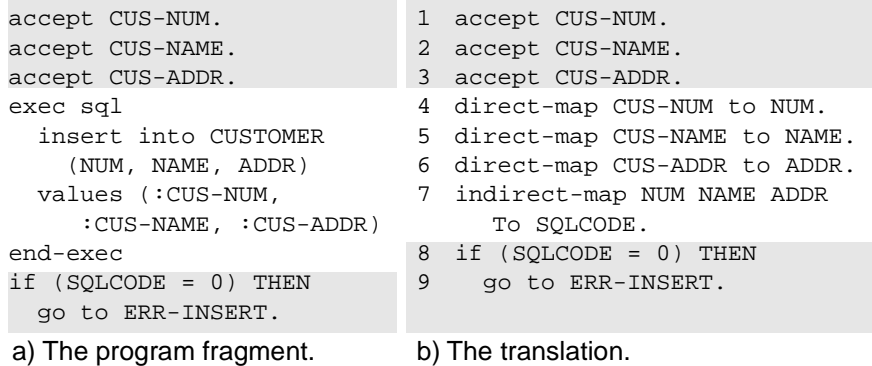 accept CUS-NUM.
accept CUS-NAME.
accept CUS-ADDR.
exec sql
insert into CUSTOMER
(NUM, NAME, ADDR)
values (:CUS-NUM,
:CUS-NAME, :CUS-ADDR)
end-exec
if (SQLCODE = 0) THEN
go to ERR-INSERT.
a) The program fragment.
1 accept CUS-NUM.
2 accept CUS-NAME.
3 accept CUS-ADDR.
4 direct-map CUS-NUM to NUM.
5 direct-map CUS-NAME to NAME.
6 direct-map CUS-ADDR to ADDR.
7 indirect-map NUM NAME ADDR
To SQLCODE.
8 if (SQLCODE = 0) THEN
9 go to ERR-INSERT.
b) The translation.